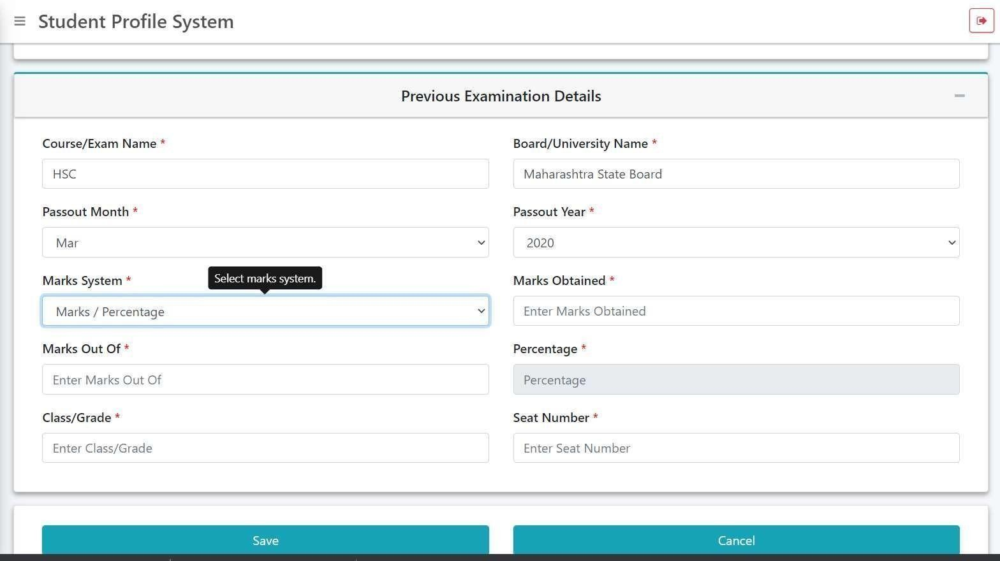 Student Profile System
Previous Examination Details
Course/Exam Name *
Board/University Name *
HSC
Maharashtra State Board
Passout Month *
Passout Year *
Mar
2020
Select marks system.
Marks System *
Marks Obtained *
Marks / Percentage
Enter Marks Obtained
Marks Out Of *
Percentage *
Enter Marks Out Of
Percentage
Class/Grade *
Seat Number *
Enter Class/Grade
Enter Seat Number
Save
Cancel